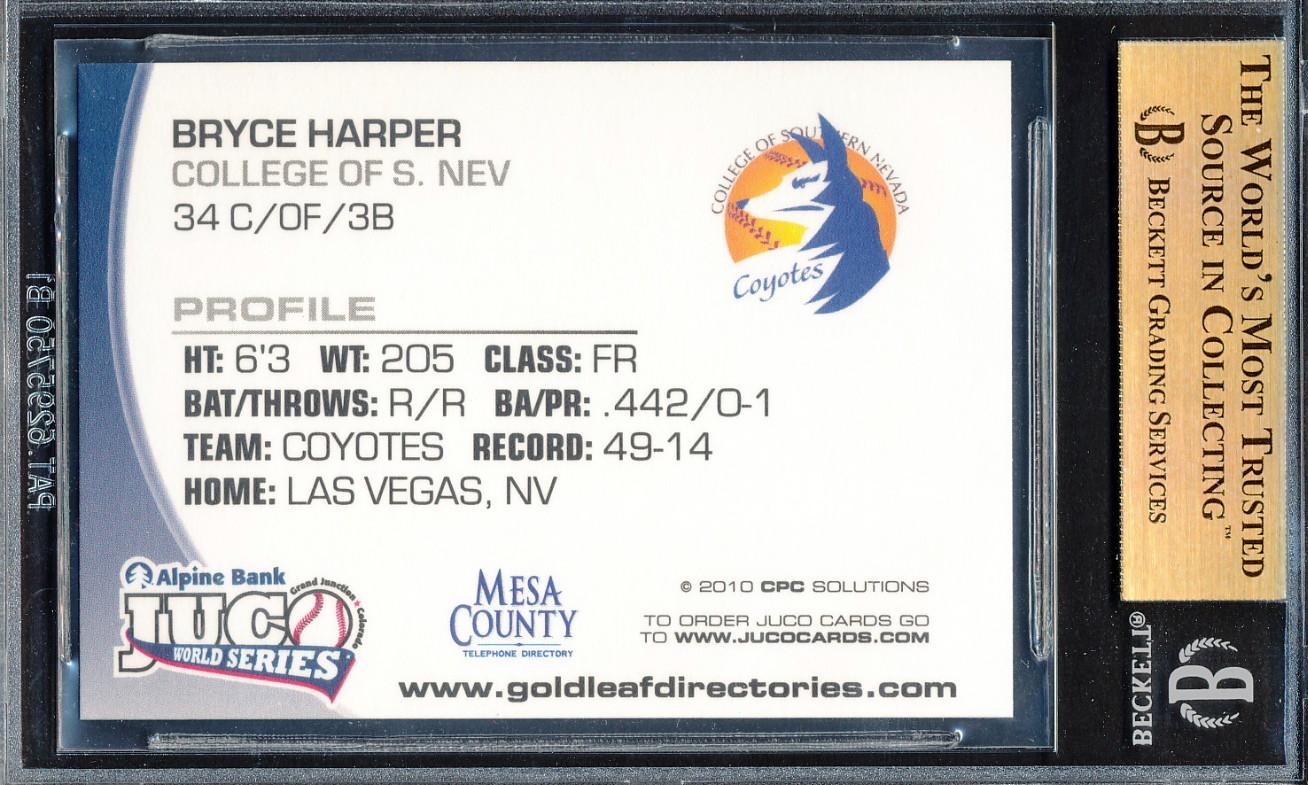 BRYCE HARPER
COLLEGE OF S. NEV
34 C/OF/3B
COLLEGE OF SOUTHERN NEVADA
Coyotes
PROFILE
HT: 6'3 WT: 205 CLASS: FR
BAT/THROWS: R/R BA/PR: .442/0-1
TEAM: COYOTES RECORD: 49-14
HOME: LAS VEGAS, NV
Alpine Bank
Grand Junction ★ Colorado
JUCO
WORLD SERIES
MESA
COUNTY
TELEPHONE DIRECTORY
© 2010 CPC SOLUTIONS
TO ORDER JUCO CARDS GO
TO WWW.JUCOCARDS.COM
www.goldleafdirectories.com
THE WORLD'S MOST TRUSTED
SOURCE IN COLLECTING™
B BECKETT GRADING SERVICES
BECKETT®
B
PAT. 6295750 B1